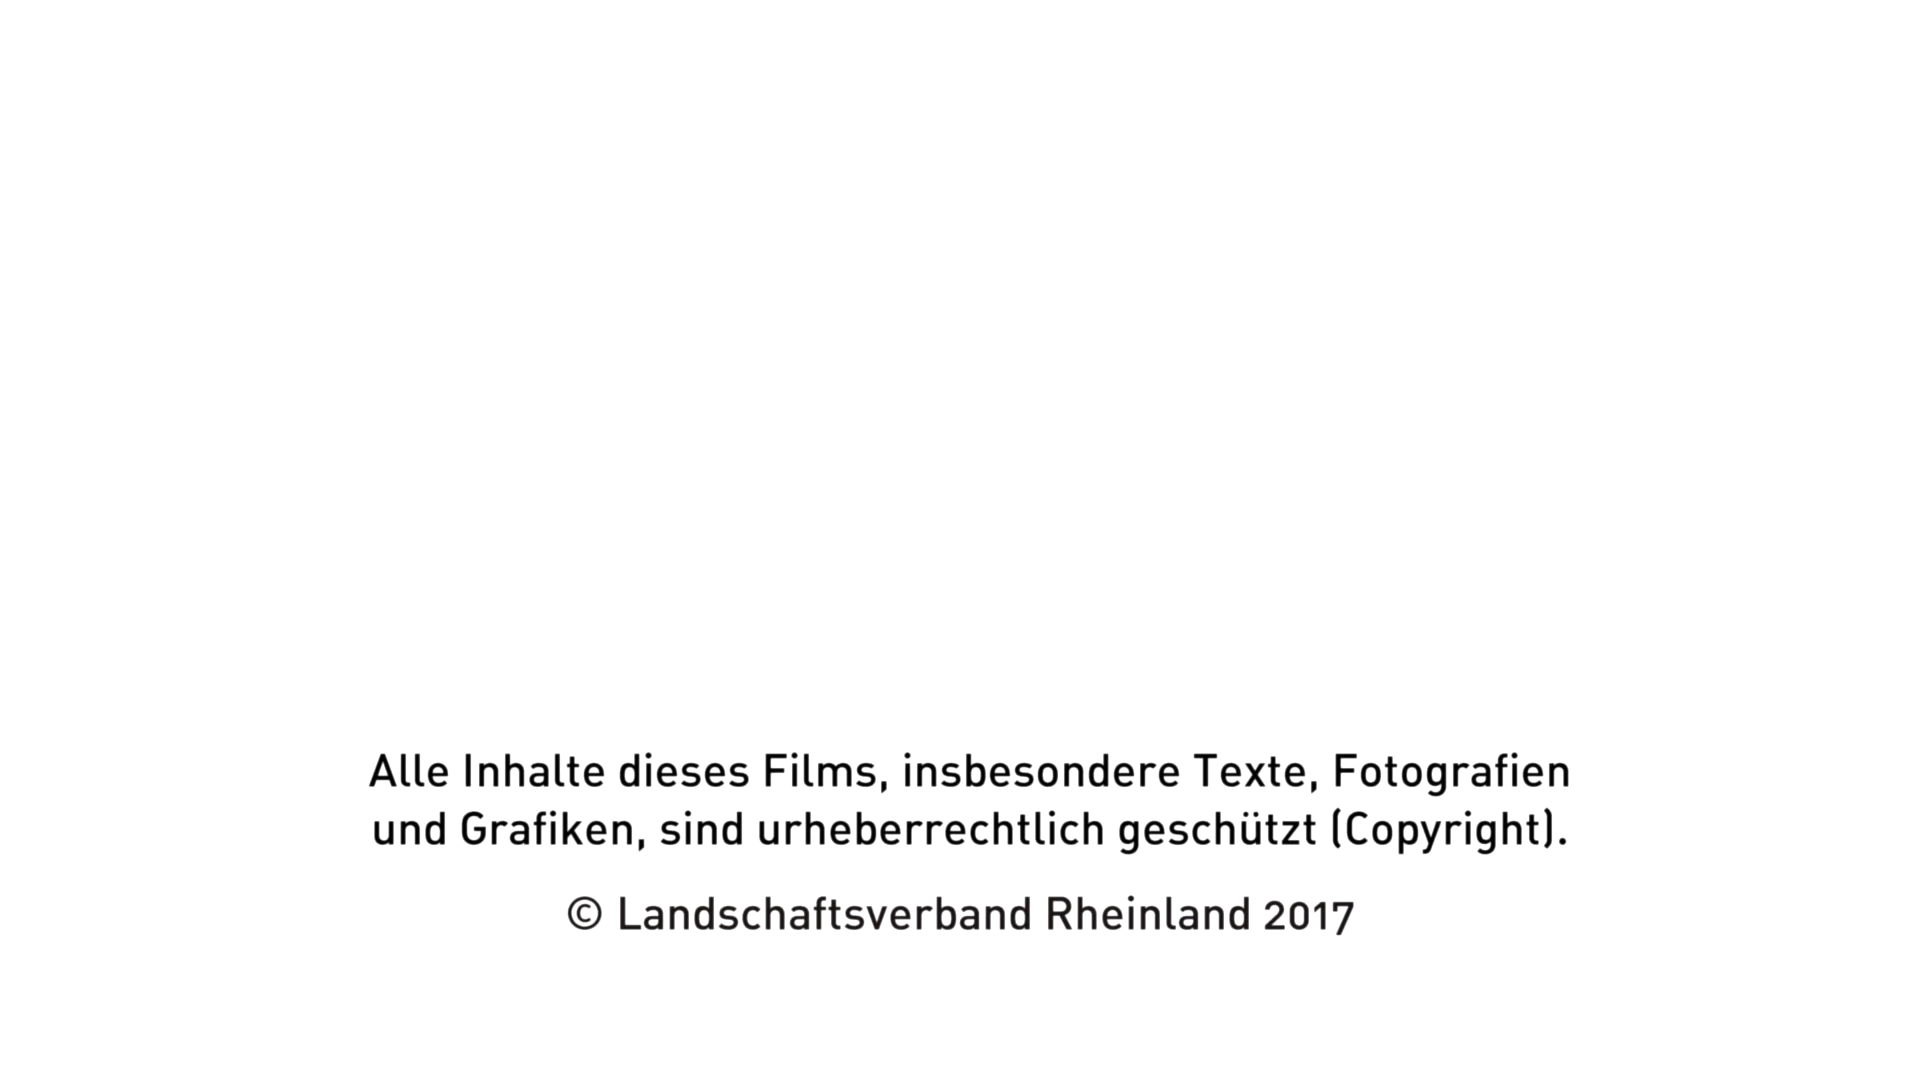 Alle Inhalte dieses Films, insbesondere Texte, Fotografien
und Grafiken, sind urheberrechtlich geschützt (Copyright).
© Landschaftsverband Rheinland 2017